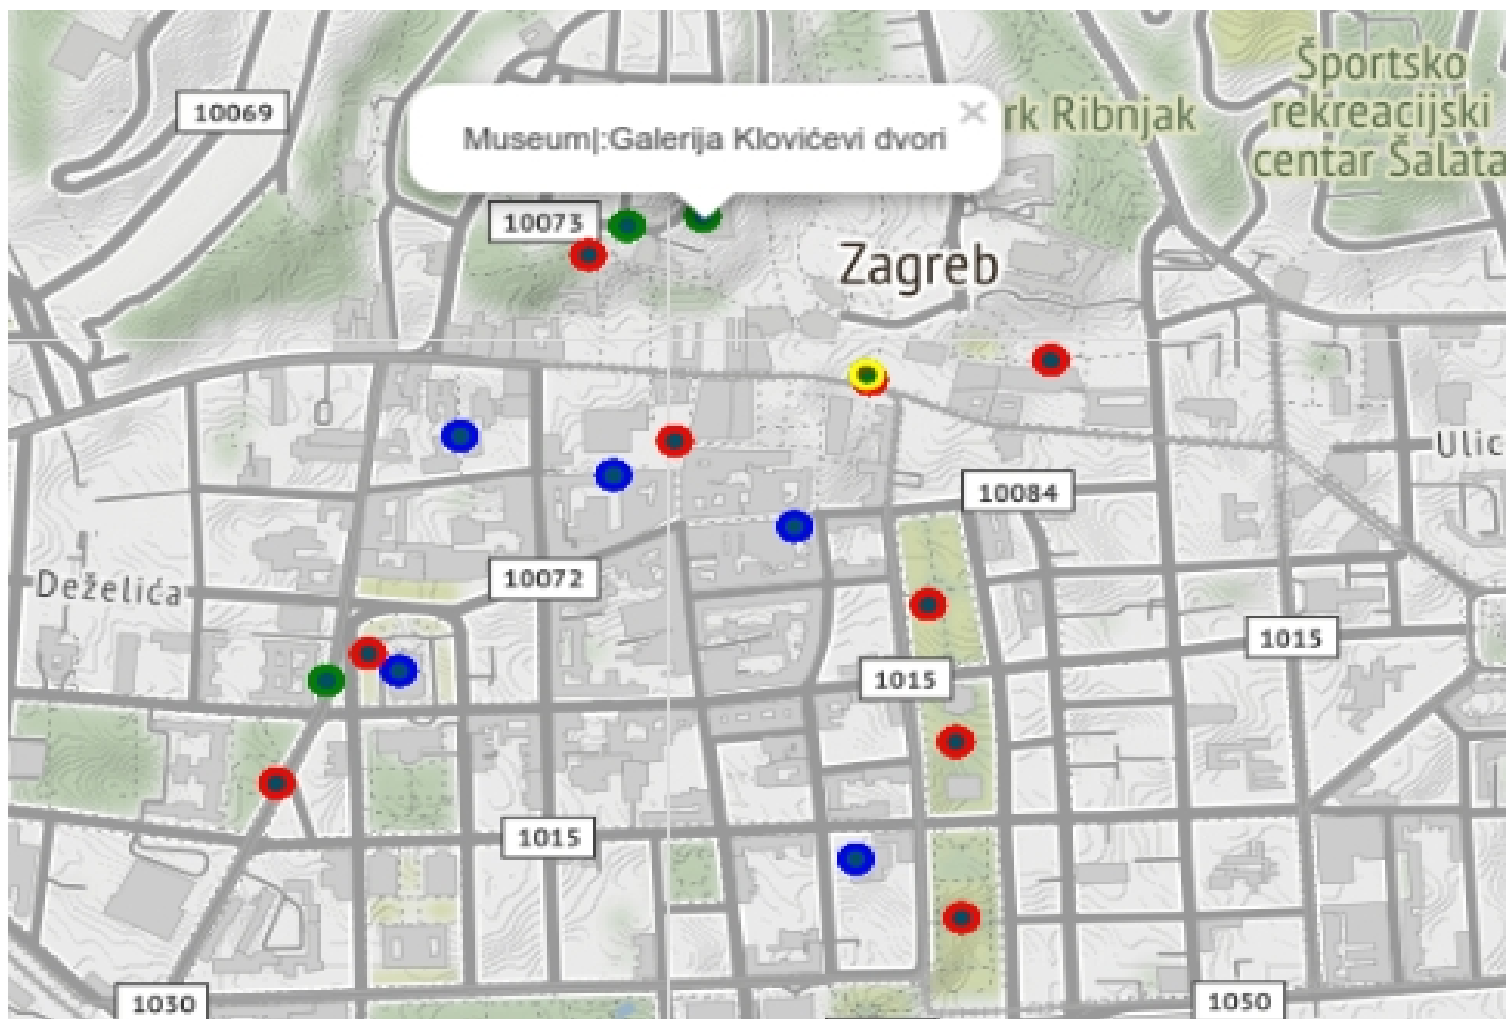 Športsko
rekreacijski
centar Šalata
10069
rk Ribnjak
×
Museum|:Galerija Klovićevi dvori
10073
Zagreb
Ulic
10084
Deželića
10072
1015
1015
1015
1030
1050